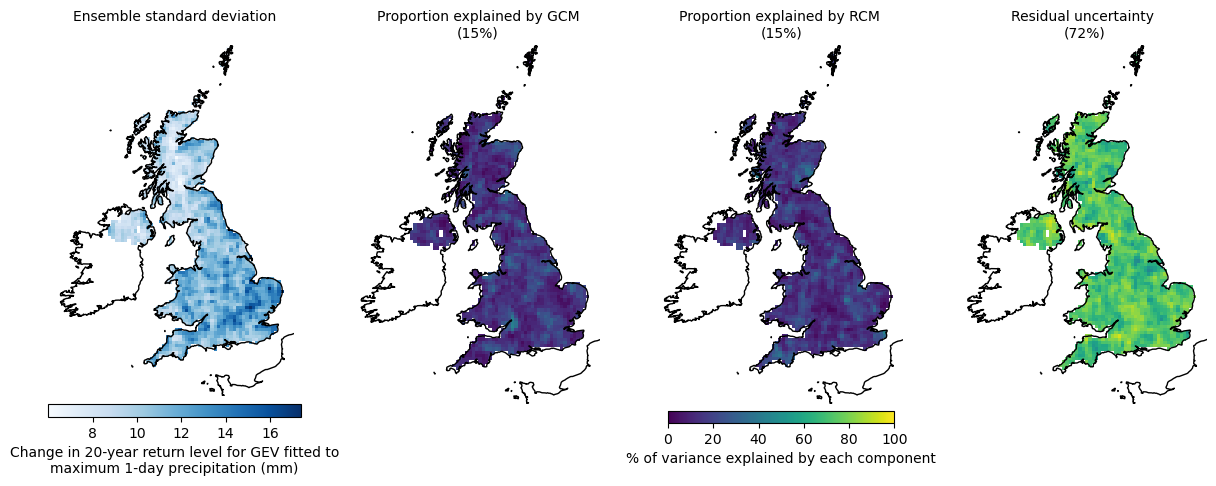 Ensemble standard deviation
Proportion explained by GCM
(15%)
Proportion explained by RCM
(15%)
Residual uncertainty
(72%)
8 10 12 14 16
Change in 20-year return level for GEV fitted to
maximum 1-day precipitation (mm)
0 20 40 60 80 100
% of variance explained by each component